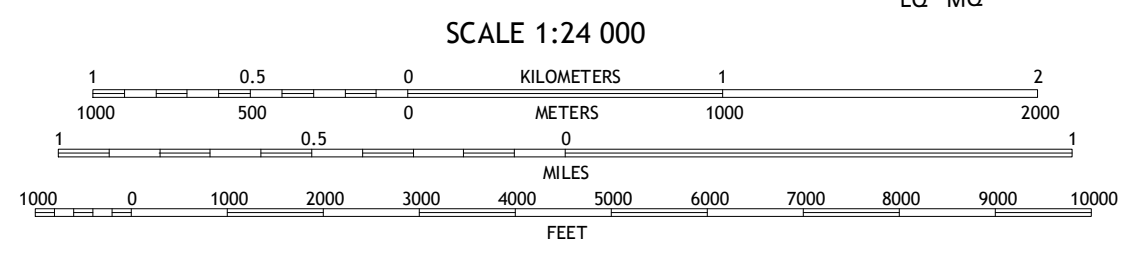 SCALE 1:24 000
1 0.5 0 KILOMETERS 1 2
1000 500 0 METERS 1000 2000
1 0.5 0 1
MILES
1000 0 1000 2000 3000 4000 5000 6000 7000 8000 9000 10000
FEET